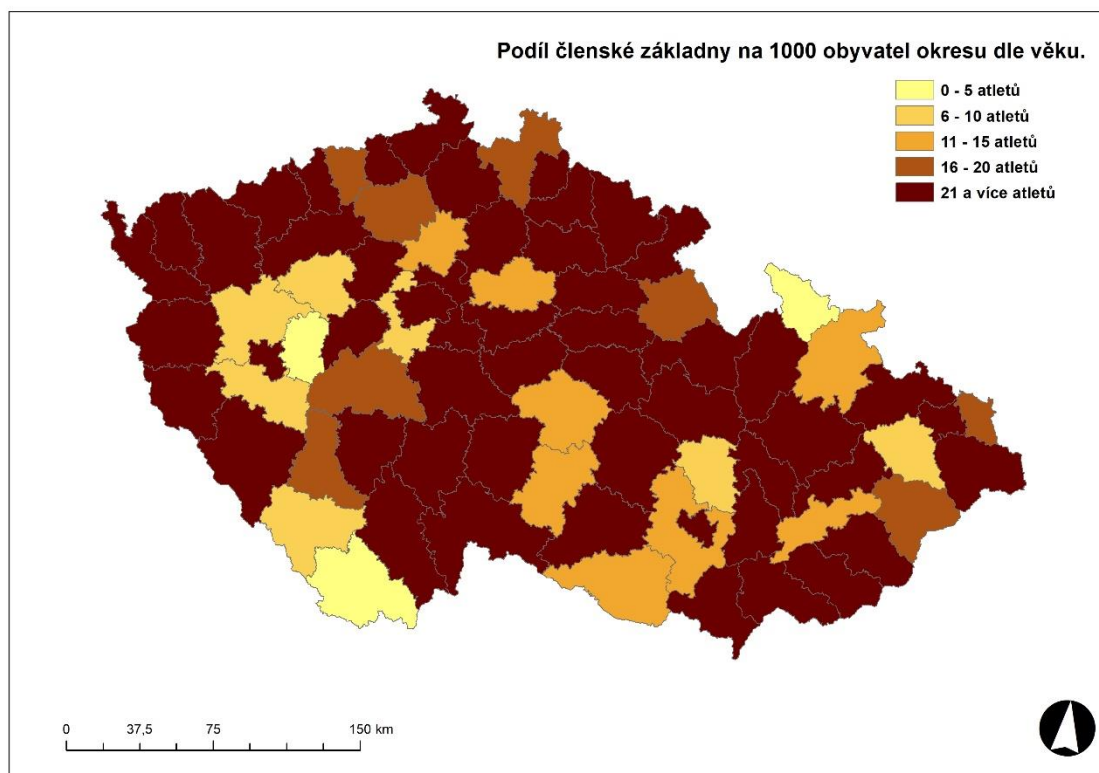 Podíl členské základny na 1000 obyvatel okresu dle věku.
0 - 5 atletů
6 - 10 atletů
11 - 15 atletů
16 - 20 atletů
21 a více atletů
0 37,5 75 150 km